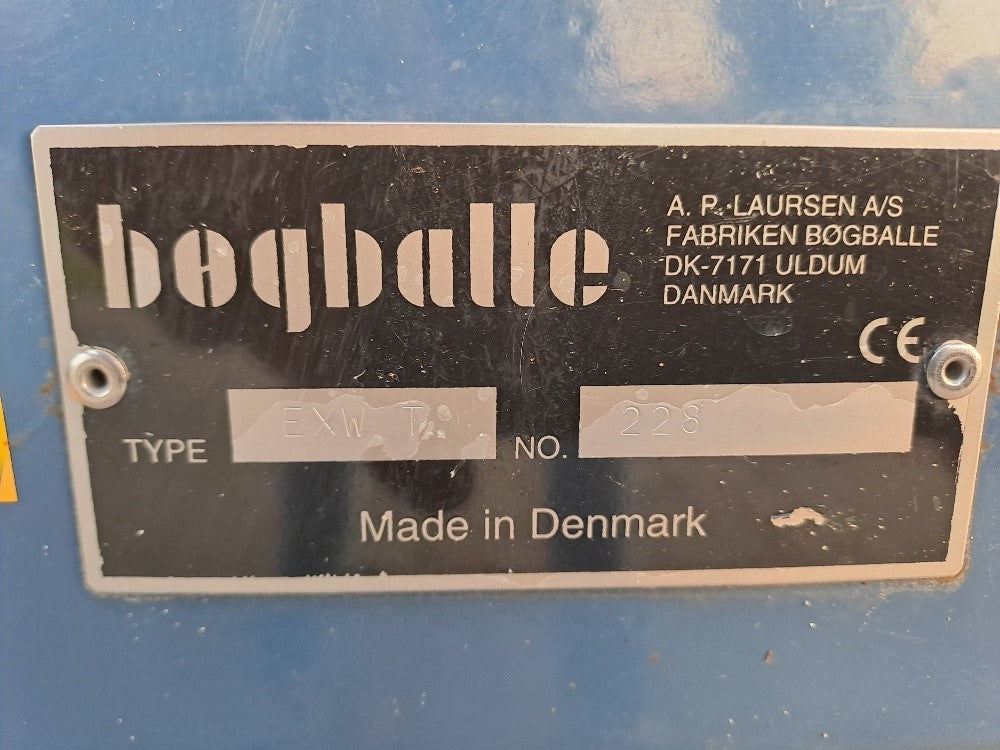 bøgballe
A. P. LAURSEN A/S
FABRIKEN BØGBALLE
DK-7171 ULDUM
DANMARK
CE
TYPE EXW T. NO. 228
Made in Denmark